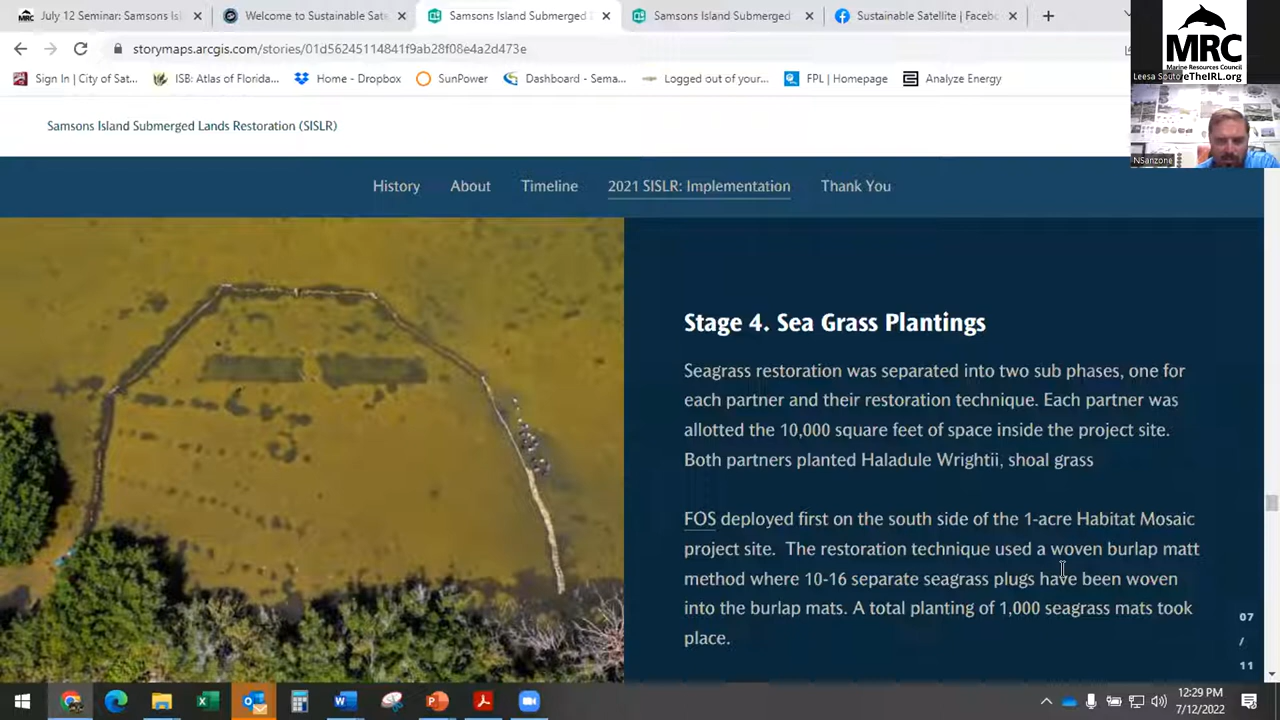 July 12 Seminar: Samsons Isl
Welcome to Sustainable Sate
Samsons Island Submerged
Samsons Island Submerged
Sustainable Satellite | Facebo
storymaps.arcgis.com/stories/01d56245114841f9ab28f08e4a2d473e
Sign In | City of Sat...
ISB: Atlas of Florida...
Home - Dropbox
SunPower
Dashboard - Sema...
Logged out of your...
FPL | Homepage
Analyze Energy
MRC
Marine Resources Council
Leesa Souto
eTheIRL.org
NSanzone
Samsons Island Submerged Lands Restoration (SISLR)
History
About
Timeline
2021 SISLR: Implementation
Thank You
Stage 4. Sea Grass Plantings
Seagrass restoration was separated into two sub phases, one for
each partner and their restoration technique. Each partner was
allotted the 10,000 square feet of space inside the project site.
Both partners planted Haladule Wrightii, shoal grass
FOS deployed first on the south side of the 1-acre Habitat Mosaic
project site. The restoration technique used a woven burlap matt
method where 10-16 separate seagrass plugs have been woven
into the burlap mats. A total planting of 1,000 seagrass mats took
place.
07
/
11
12:29 PM
7/12/2022